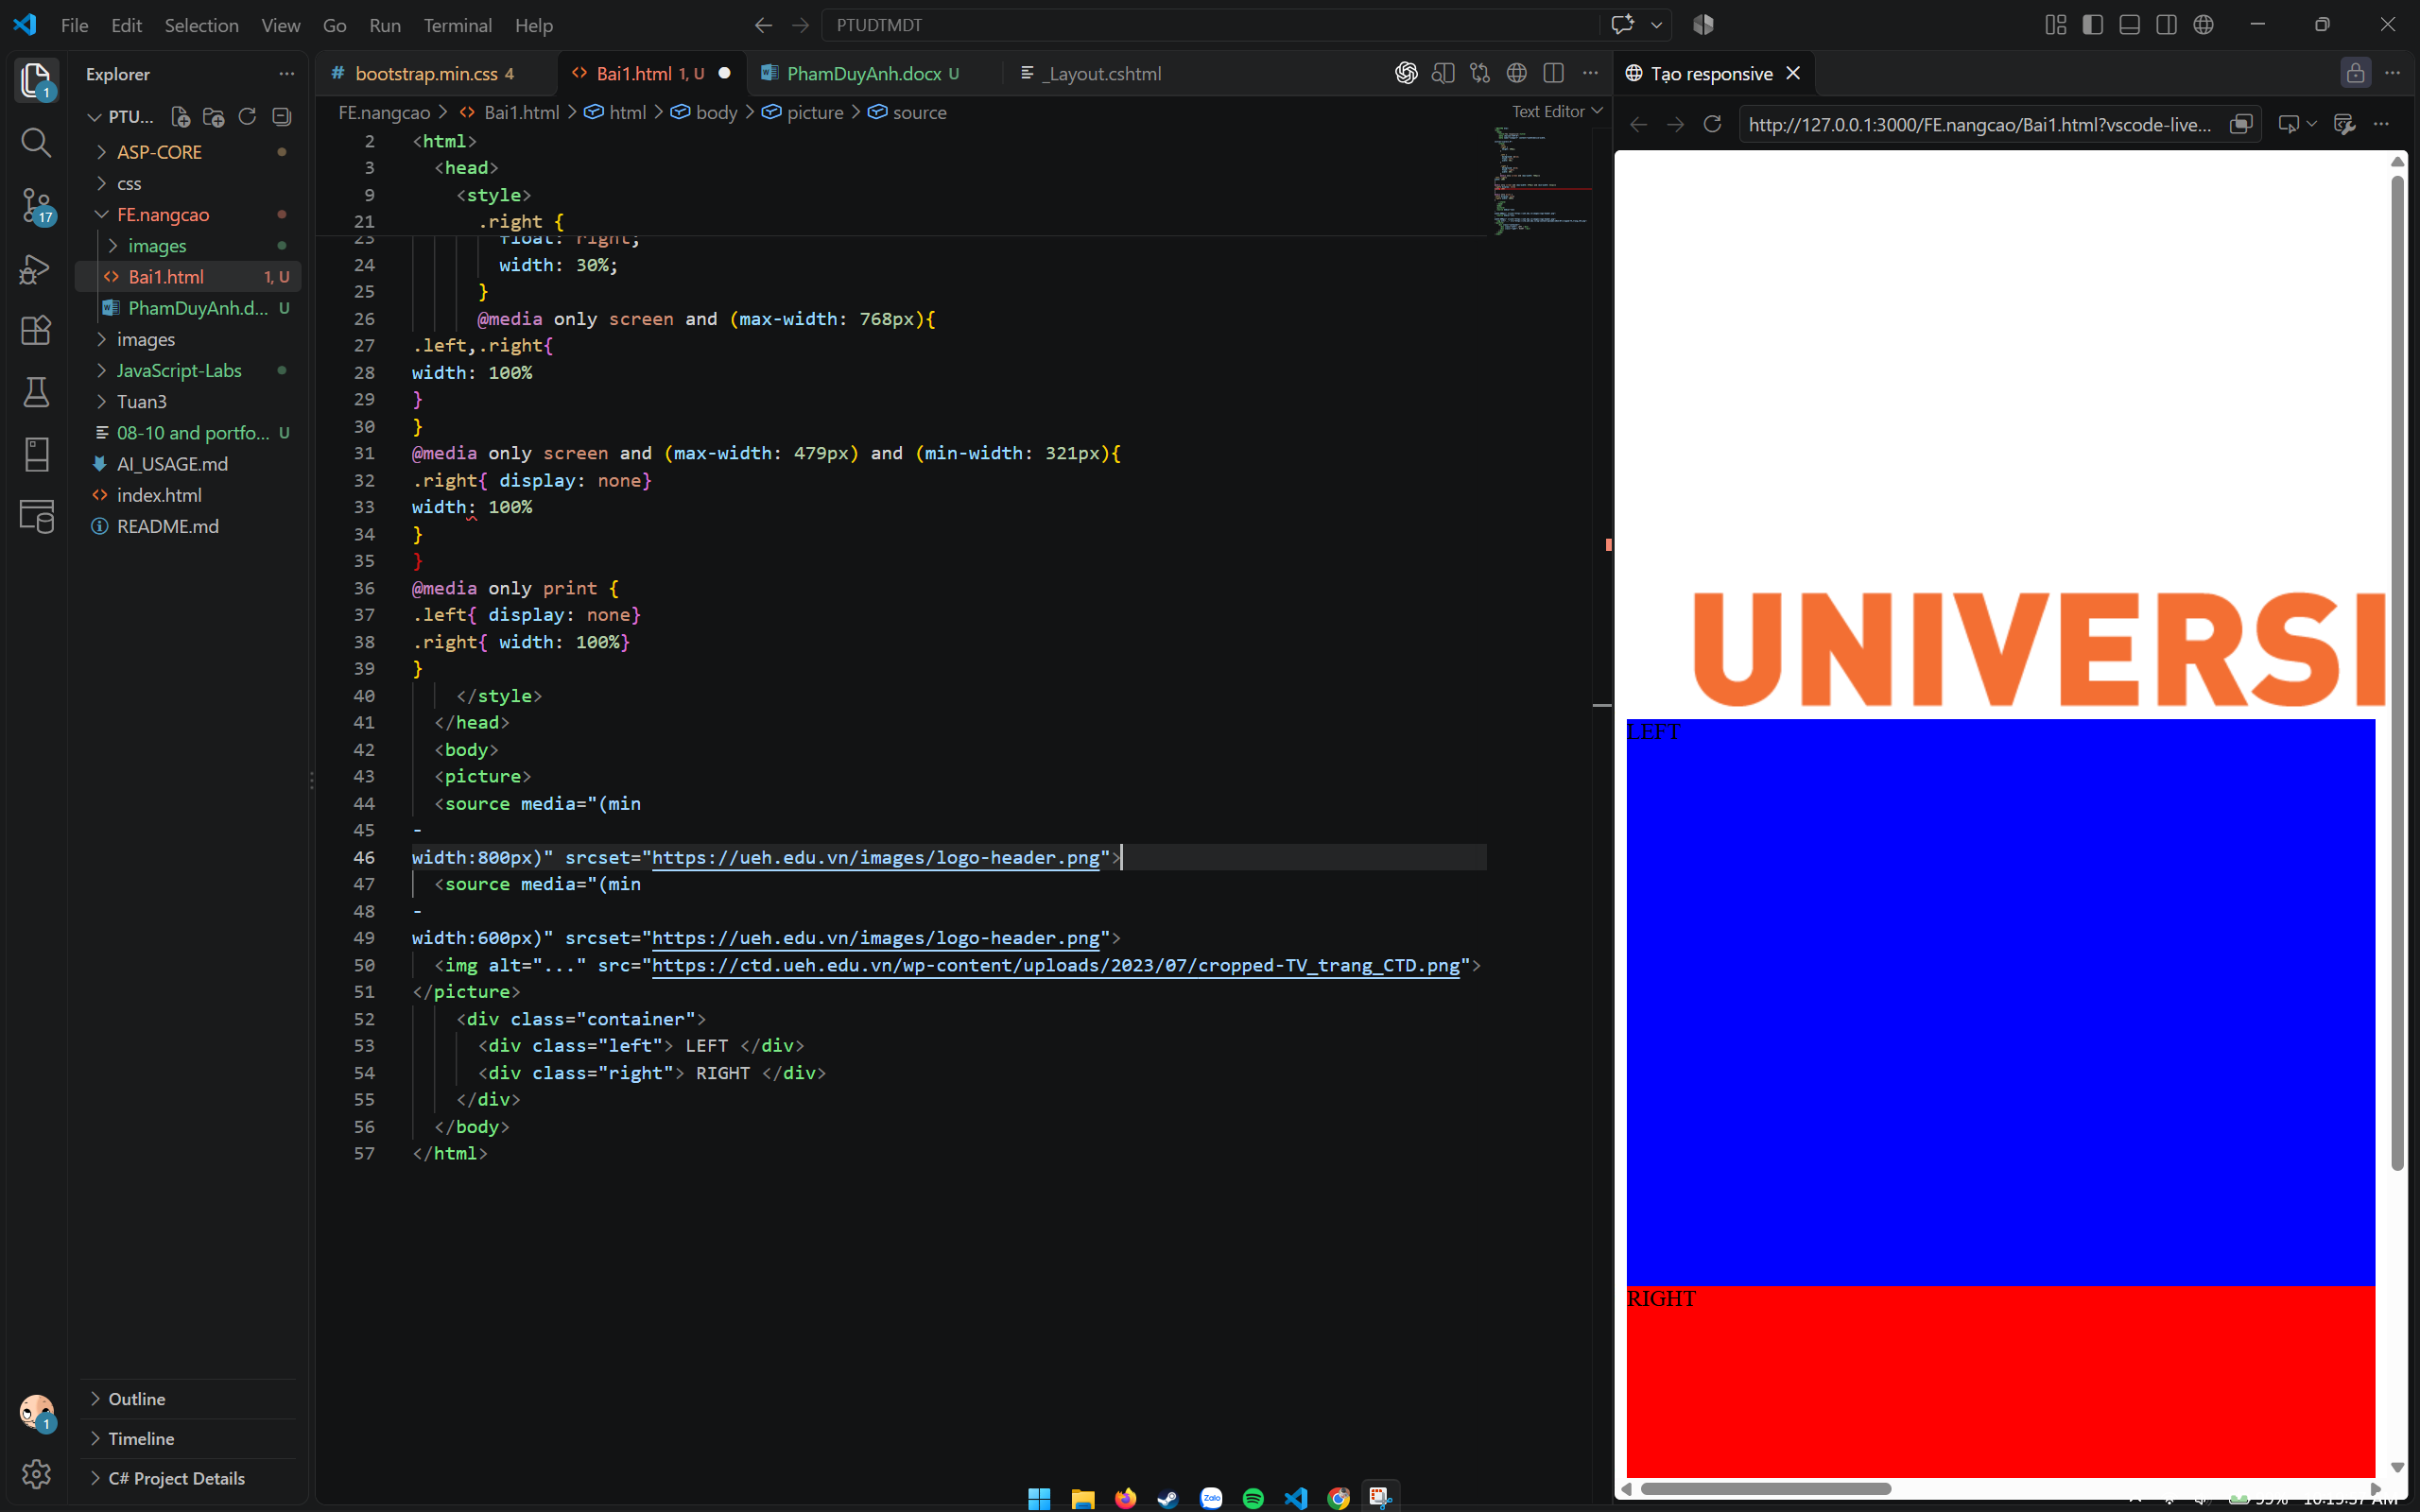 File Edit Selection View Go Run Terminal Help
PTUDTMDT
Explorer
PTU...
ASP-CORE
css
FE.nangcao
images
Bai1.html 1, U
PhamDuyAnh.d... U
images
JavaScript-Labs
Tuan3
08-10 and portfo... U
AI_USAGE.md
index.html
README.md
Outline
Timeline
C# Project Details
1
17
1
# bootstrap.min.css 4
Bai1.html 1, U
PhamDuyAnh.docx U
_Layout.cshtml
FE.nangcao > Bai1.html > html > body > picture > source
Text Editor
2 <html>
3 <head>
9 <style>
21 .right {
23 float: right;
24 width: 30%;
25 }
26 @media only screen and (max-width: 768px){
27 .left,.right{
28 width: 100%
29 }
30 }
31 @media only screen and (max-width: 479px) and (min-width: 321px){
32 .right{ display: none}
33 width: 100%
34 }
35 }
36 @media only print {
37 .left{ display: none}
38 .right{ width: 100%}
39 }
40 </style>
41 </head>
42 <body>
43 <picture>
44 <source media="(min
45 -
46 width:800px)" srcset="https://ueh.edu.vn/images/logo-header.png">
47 <source media="(min
48 -
49 width:600px)" srcset="https://ueh.edu.vn/images/logo-header.png">
50 <img alt="..." src="https://ctd.ueh.edu.vn/wp-content/uploads/2023/07/cropped-TV_trang_CTD.png">
51 </picture>
52 <div class="container">
53 <div class="left"> LEFT </div>
54 <div class="right"> RIGHT </div>
55 </div>
56 </body>
57 </html>
Tạo responsive
http://127.0.0.1:3000/FE.nangcao/Bai1.html?vscode-live...
UNIVERSI
LEFT
RIGHT
Zalo